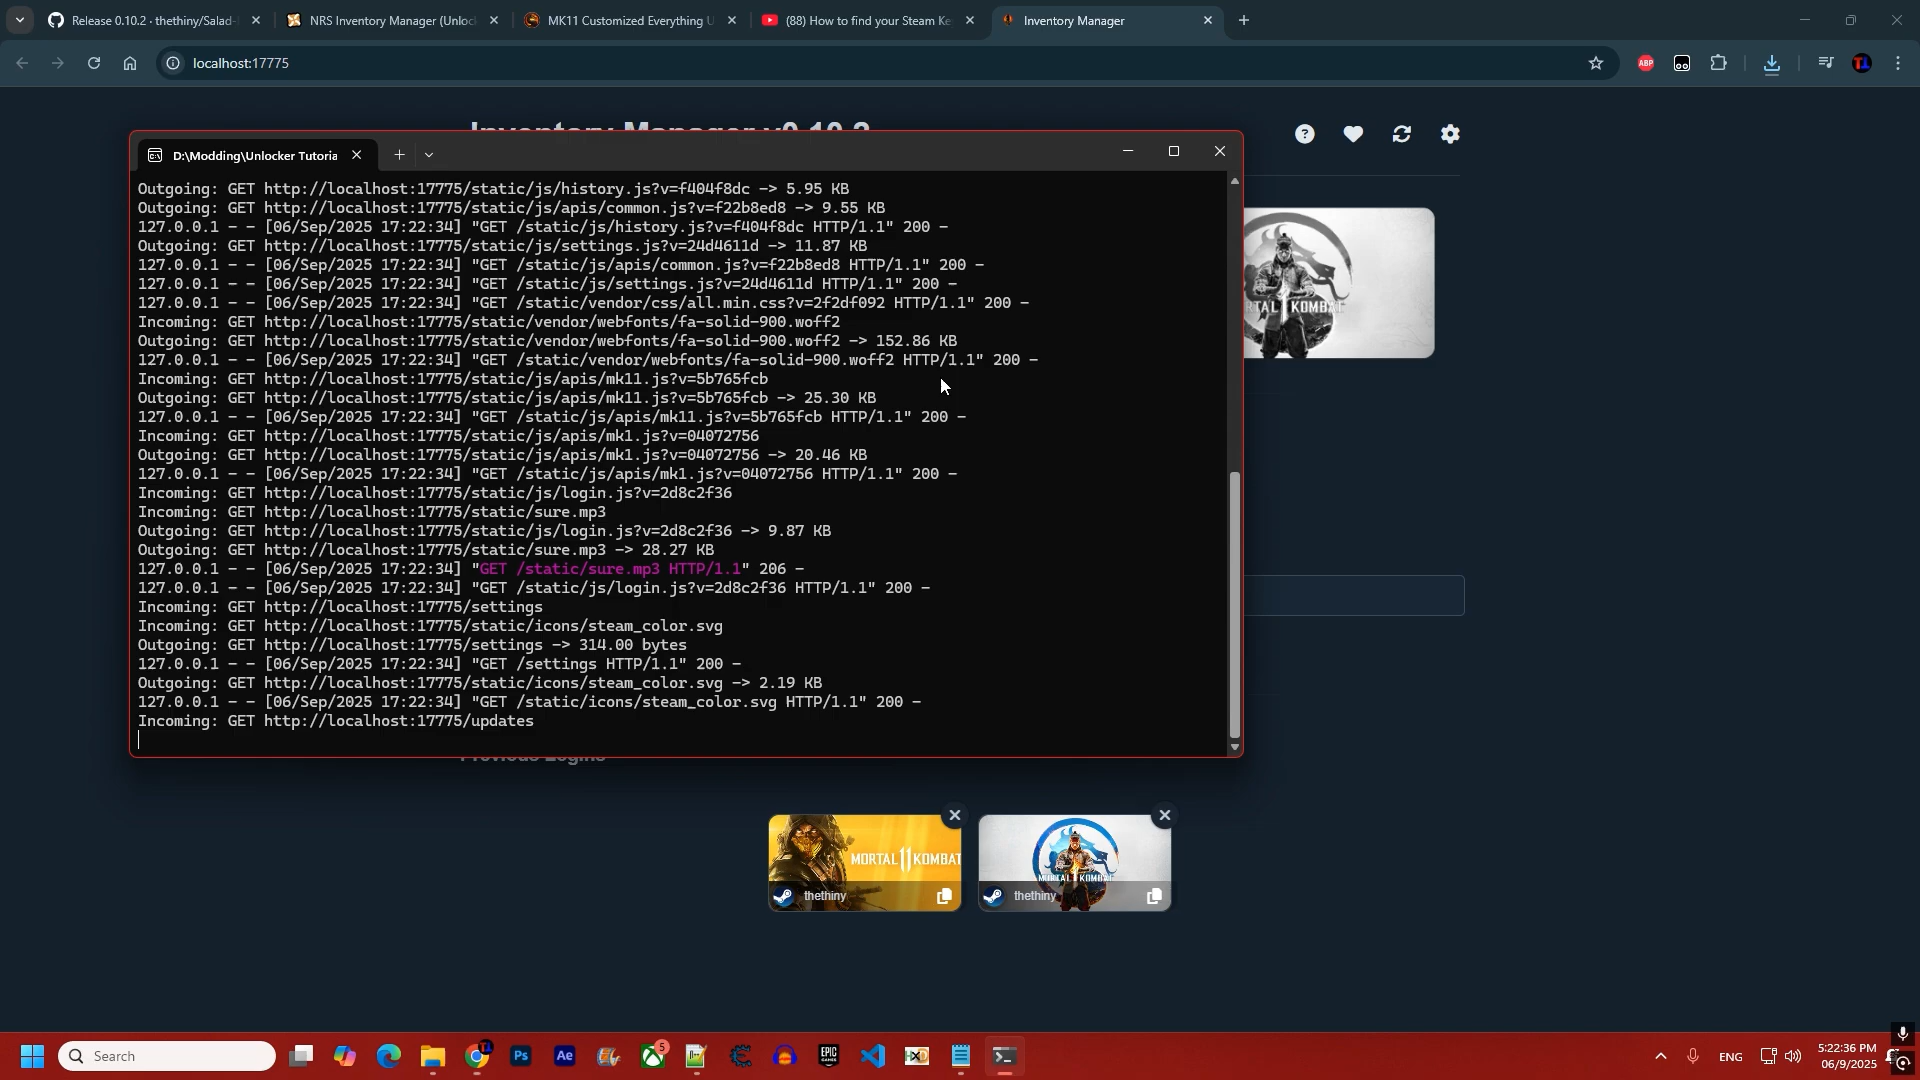 Release 0.10.2 · thethiny/Salad-
NRS Inventory Manager (Unloc
MK11 Customized Everything U
(88) How to find your Steam Ke
Inventory Manager
localhost:17775
ABP
D:\Modding\Unlocker Tutoria
Outgoing: GET http://localhost:17775/static/js/history.js?v=f404f8dc -> 5.95 KB
Outgoing: GET http://localhost:17775/static/js/apis/common.js?v=f22b8ed8 -> 9.55 KB
127.0.0.1 - - [06/Sep/2025 17:22:34] "GET /static/js/history.js?v=f404f8dc HTTP/1.1" 200 -
Outgoing: GET http://localhost:17775/static/js/settings.js?v=24d4611d -> 11.87 KB
127.0.0.1 - - [06/Sep/2025 17:22:34] "GET /static/js/apis/common.js?v=f22b8ed8 HTTP/1.1" 200 -
127.0.0.1 - - [06/Sep/2025 17:22:34] "GET /static/js/settings.js?v=24d4611d HTTP/1.1" 200 -
127.0.0.1 - - [06/Sep/2025 17:22:34] "GET /static/vendor/css/all.min.css?v=2f2df092 HTTP/1.1" 200 -
Incoming: GET http://localhost:17775/static/vendor/webfonts/fa-solid-900.woff2
Outgoing: GET http://localhost:17775/static/vendor/webfonts/fa-solid-900.woff2 -> 152.86 KB
127.0.0.1 - - [06/Sep/2025 17:22:34] "GET /static/vendor/webfonts/fa-solid-900.woff2 HTTP/1.1" 200 -
Incoming: GET http://localhost:17775/static/js/apis/mk11.js?v=5b765fcb
Outgoing: GET http://localhost:17775/static/js/apis/mk11.js?v=5b765fcb -> 25.30 KB
127.0.0.1 - - [06/Sep/2025 17:22:34] "GET /static/js/apis/mk11.js?v=5b765fcb HTTP/1.1" 200 -
Incoming: GET http://localhost:17775/static/js/apis/mk1.js?v=04072756
Outgoing: GET http://localhost:17775/static/js/apis/mk1.js?v=04072756 -> 20.46 KB
127.0.0.1 - - [06/Sep/2025 17:22:34] "GET /static/js/apis/mk1.js?v=04072756 HTTP/1.1" 200 -
Incoming: GET http://localhost:17775/static/js/login.js?v=2d8c2f36
Incoming: GET http://localhost:17775/static/sure.mp3
Outgoing: GET http://localhost:17775/static/js/login.js?v=2d8c2f36 -> 9.87 KB
Outgoing: GET http://localhost:17775/static/sure.mp3 -> 28.27 KB
127.0.0.1 - - [06/Sep/2025 17:22:34] "GET /static/sure.mp3 HTTP/1.1" 206 -
127.0.0.1 - - [06/Sep/2025 17:22:34] "GET /static/js/login.js?v=2d8c2f36 HTTP/1.1" 200 -
Incoming: GET http://localhost:17775/settings
Incoming: GET http://localhost:17775/static/icons/steam_color.svg
Outgoing: GET http://localhost:17775/settings -> 314.00 bytes
127.0.0.1 - - [06/Sep/2025 17:22:34] "GET /settings HTTP/1.1" 200 -
Outgoing: GET http://localhost:17775/static/icons/steam_color.svg -> 2.19 KB
127.0.0.1 - - [06/Sep/2025 17:22:34] "GET /static/icons/steam_color.svg HTTP/1.1" 200 -
Incoming: GET http://localhost:17775/updates
Inventory Manager v0.10.2
KOMBAT
Previous Logins
MORTAL 11 KOMBAT
thethiny
MORTAL KOMBAT
thethiny
Search
Ps
Ae
5
EPIC GAMES
ENG
5:22:36 PM
06/9/2025